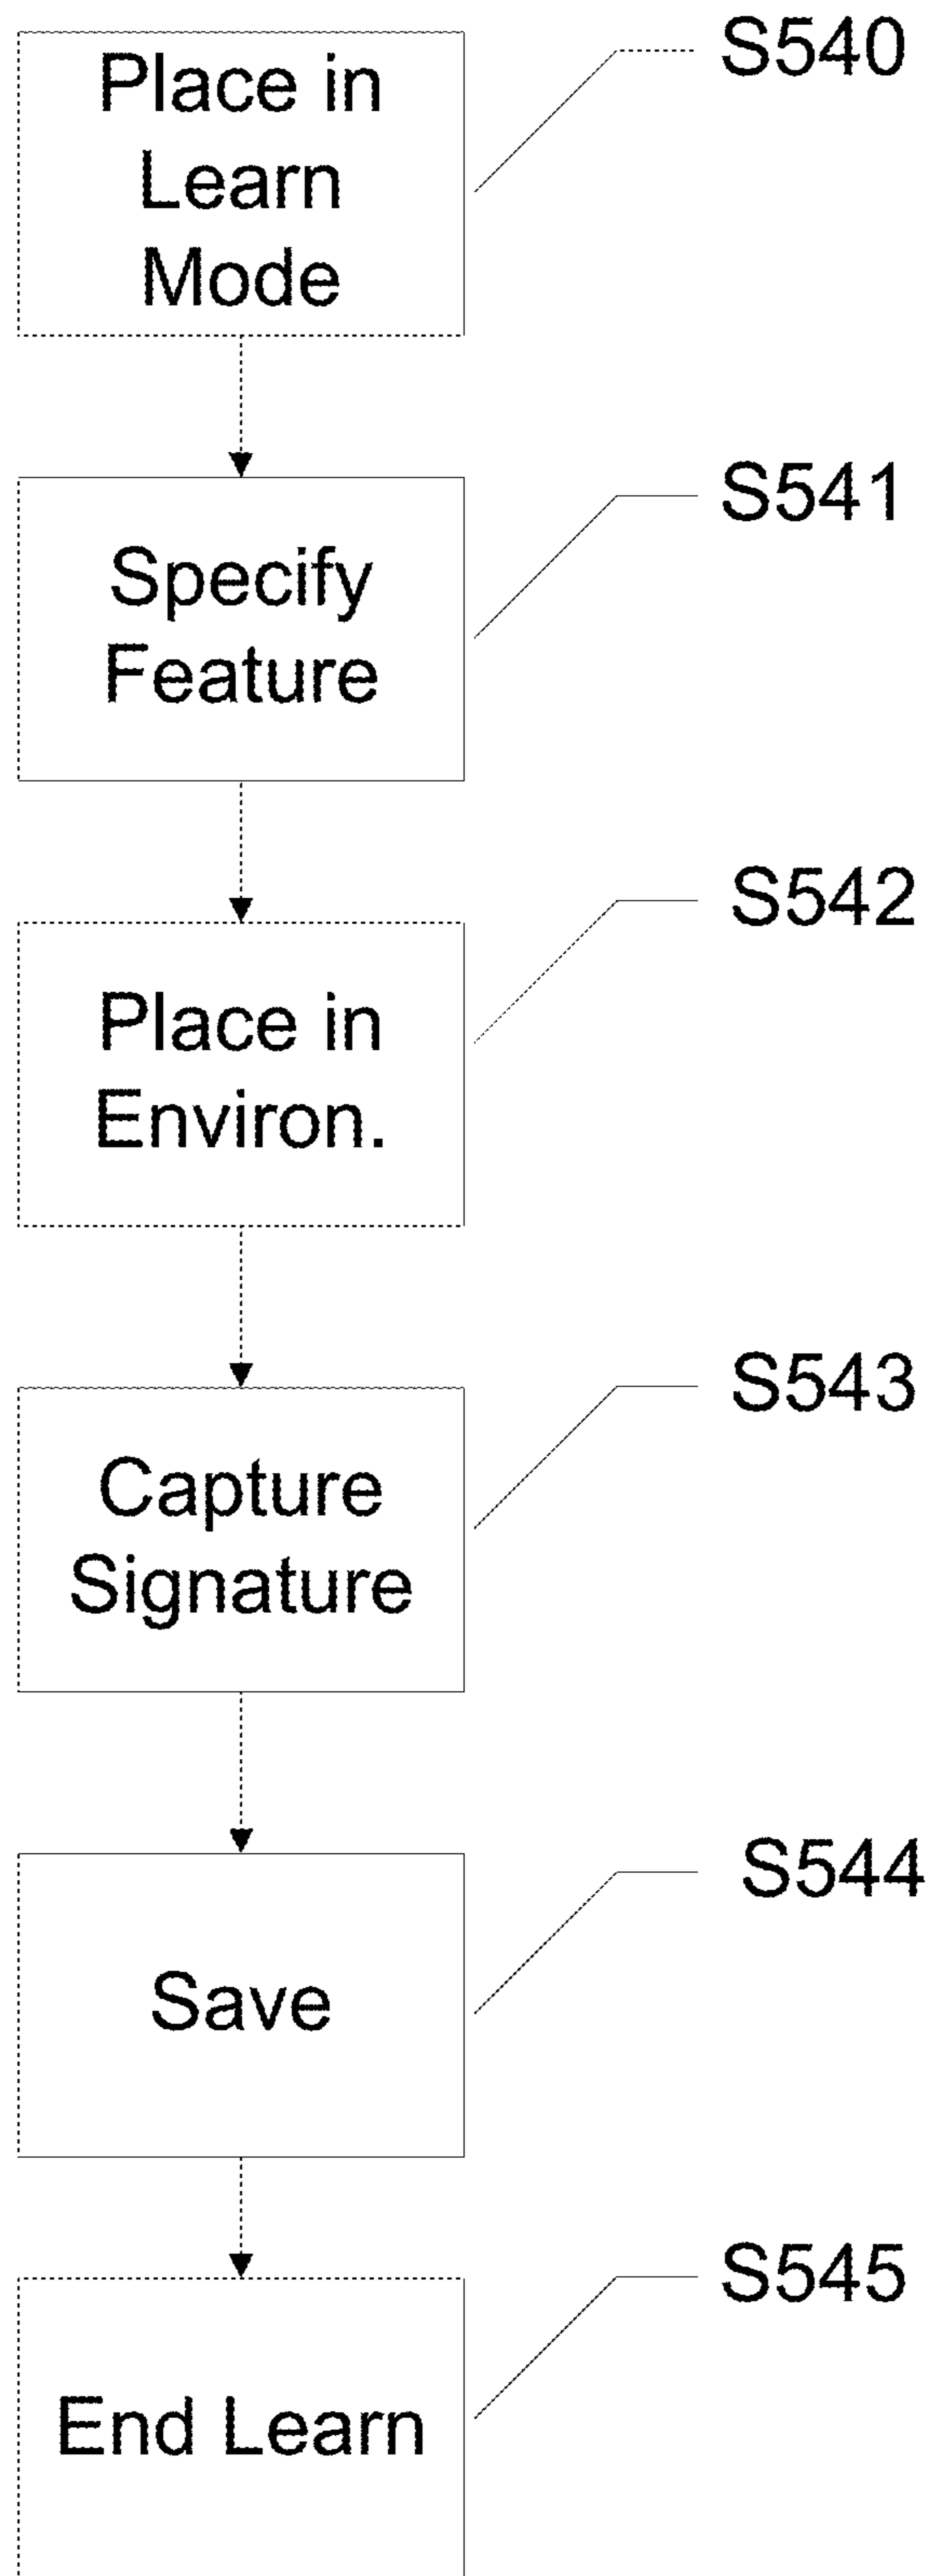 Place in
Learn
Mode
S540
Specify
Feature
S541
Place in
Environ.
S542
Capture
Signature
S543
Save
S544
End Learn
S545